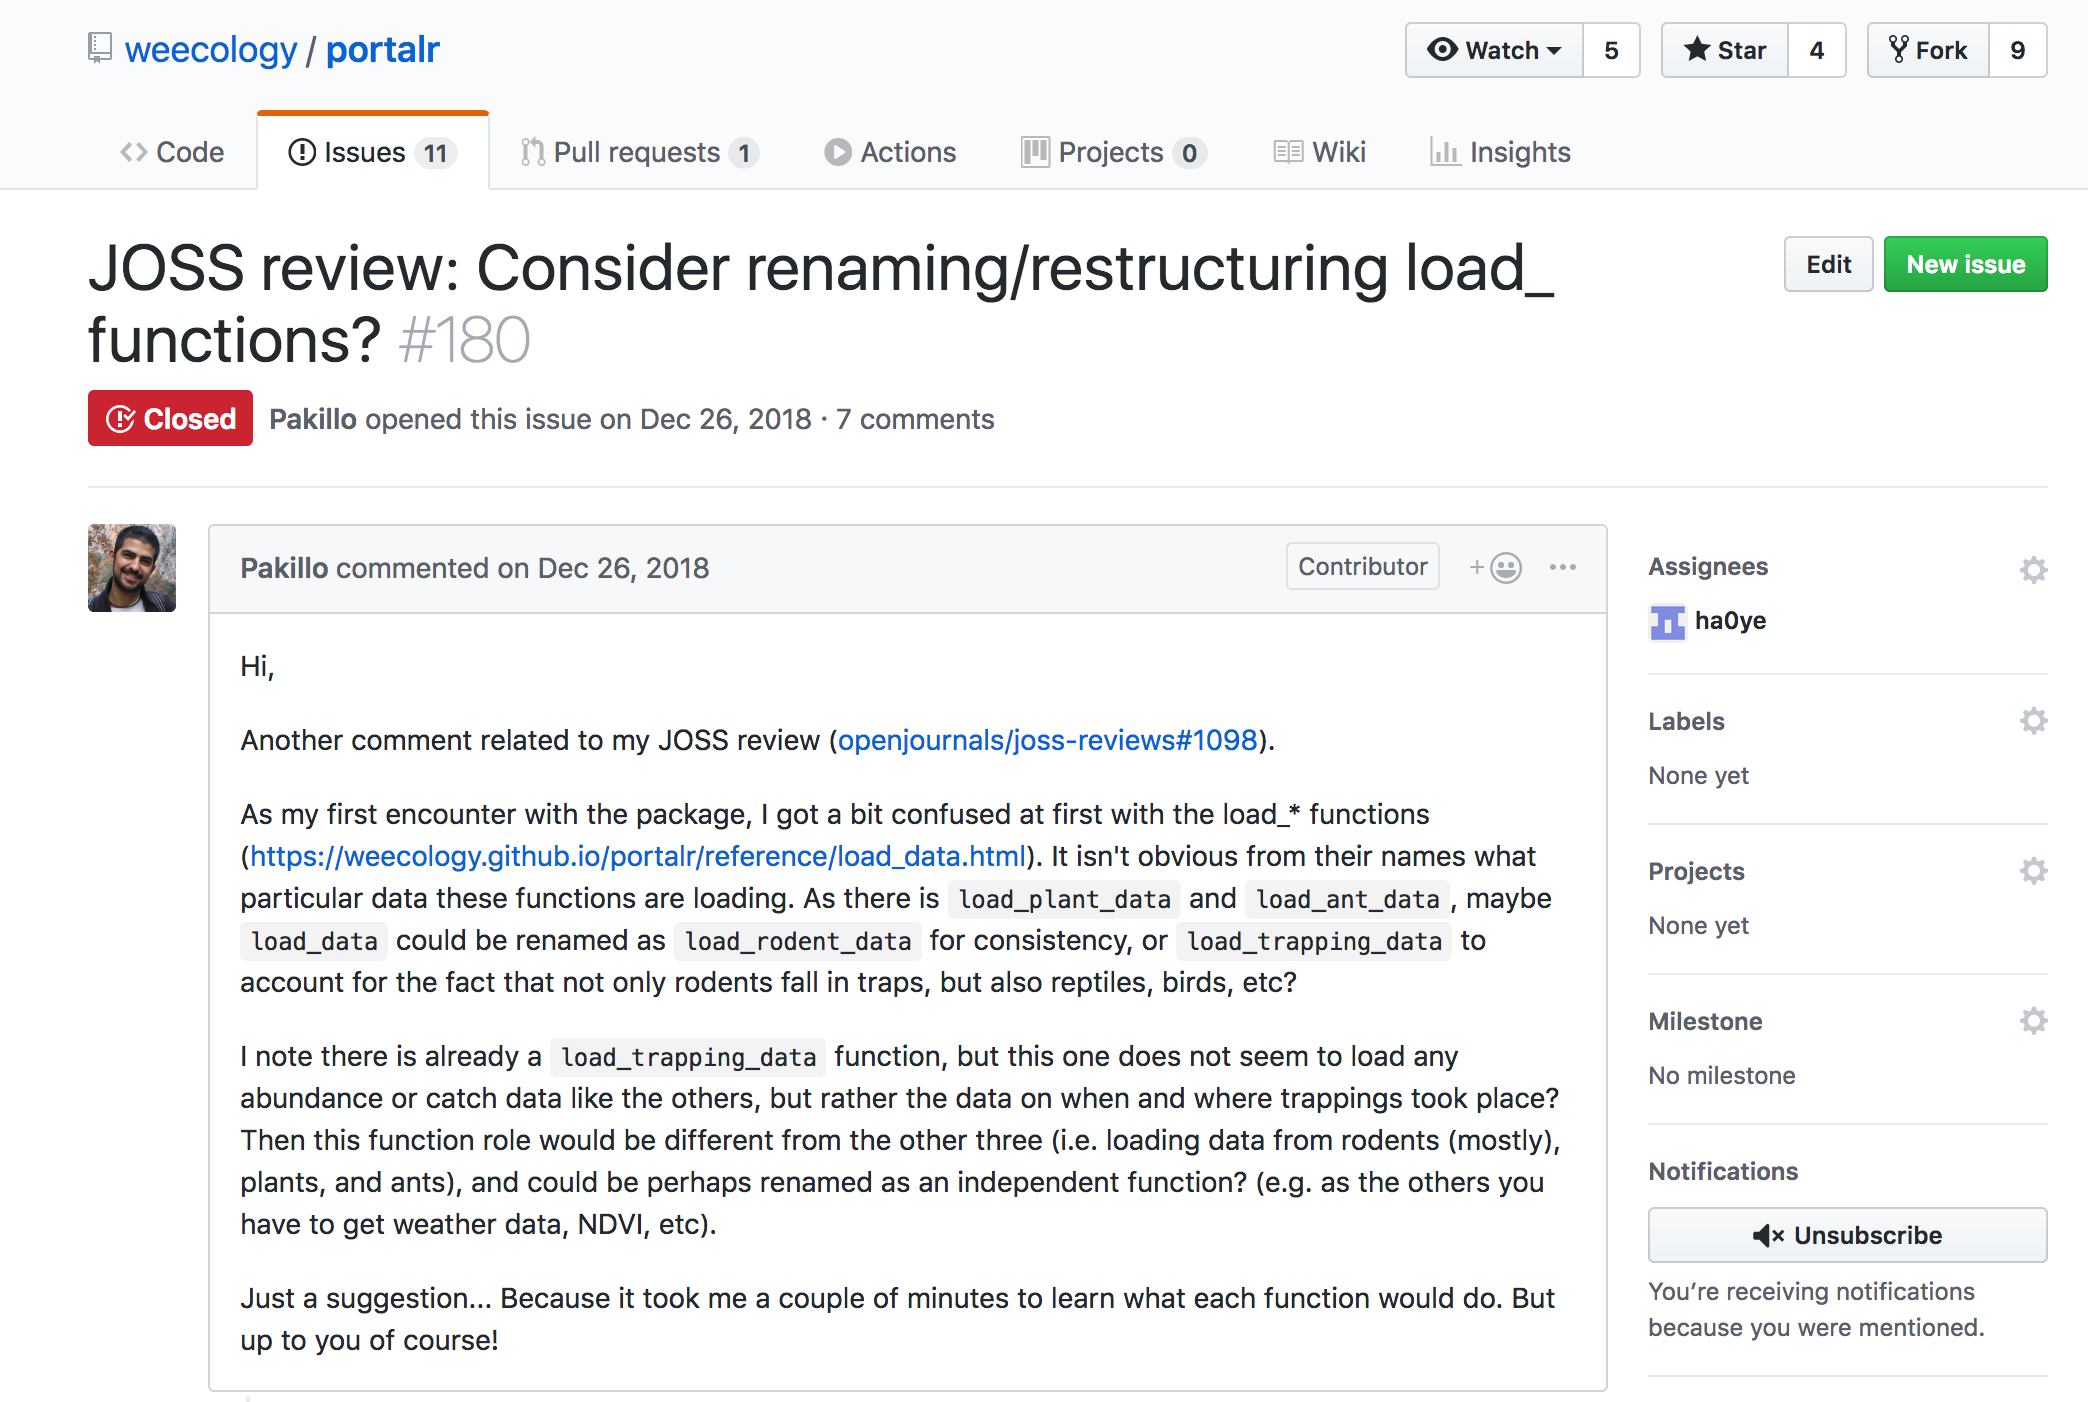 weecology / portalr
Watch 5
Star 4
Fork 9
Code
Issues 11
Pull requests 1
Actions
Projects 0
Wiki
Insights
JOSS review: Consider renaming/restructuring load_
functions? #180
Edit
New issue
Closed
Pakillo opened this issue on Dec 26, 2018 · 7 comments
Pakillo commented on Dec 26, 2018
Contributor
Hi,
Another comment related to my JOSS review (openjournals/joss-reviews#1098).
As my first encounter with the package, I got a bit confused at first with the load_* functions
(https://weecology.github.io/portalr/reference/load_data.html). It isn't obvious from their names what
particular data these functions are loading. As there is load_plant_data and load_ant_data , maybe
load_data could be renamed as load_rodent_data for consistency, or load_trapping_data to
account for the fact that not only rodents fall in traps, but also reptiles, birds, etc?
I note there is already a load_trapping_data function, but this one does not seem to load any
abundance or catch data like the others, but rather the data on when and where trappings took place?
Then this function role would be different from the other three (i.e. loading data from rodents (mostly),
plants, and ants), and could be perhaps renamed as an independent function? (e.g. as the others you
have to get weather data, NDVI, etc).
Just a suggestion... Because it took me a couple of minutes to learn what each function would do. But
up to you of course!
Assignees
ha0ye
Labels
None yet
Projects
None yet
Milestone
No milestone
Notifications
Unsubscribe
You’re receiving notifications
because you were mentioned.